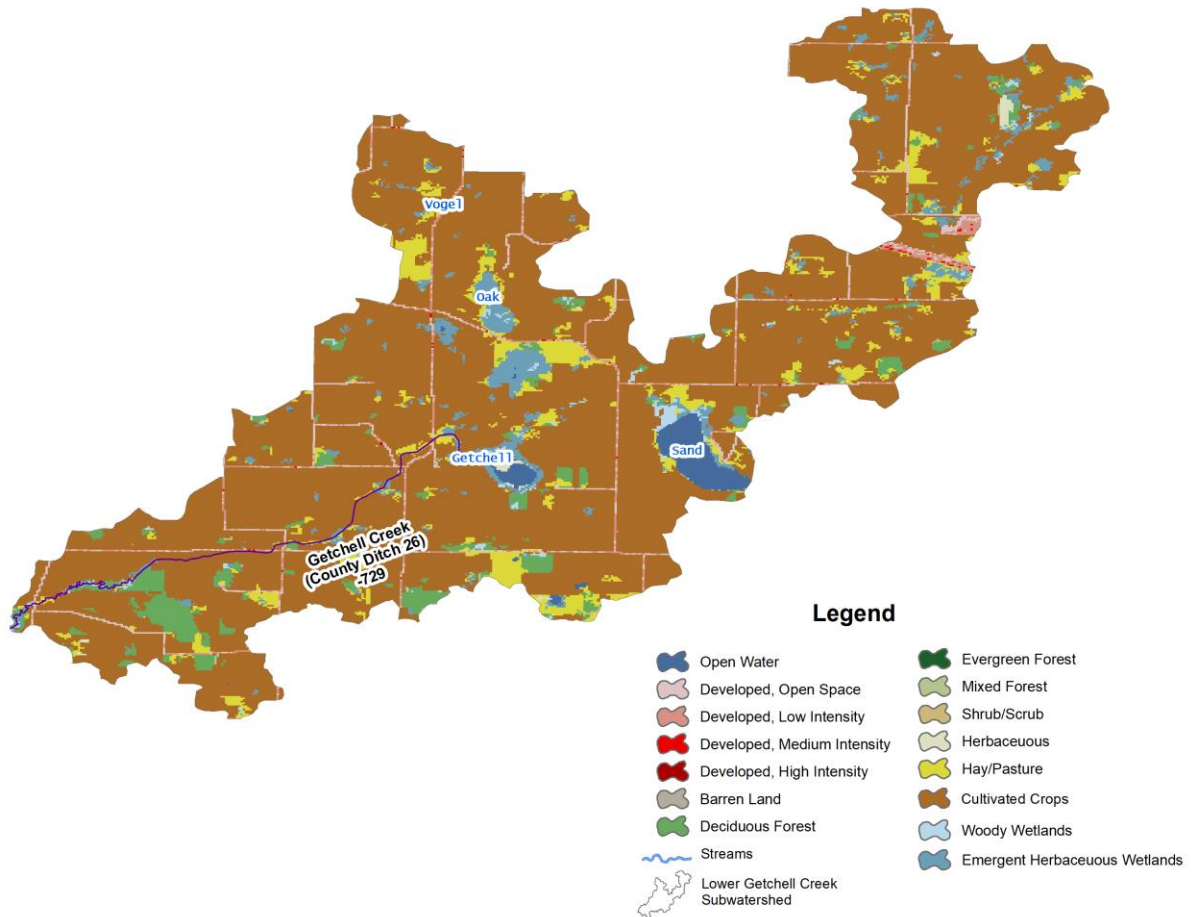 Vogel
Oak
Getchell
Sand
Getchell Creek
(County Ditch 26)
-729
Legend
Open Water
Developed, Open Space
Developed, Low Intensity
Developed, Medium Intensity
Developed, High Intensity
Barren Land
Deciduous Forest
Streams
Lower Getchell Creek
Subwatershed
Evergreen Forest
Mixed Forest
Shrub/Scrub
Herbaceuous
Hay/Pasture
Cultivated Crops
Woody Wetlands
Emergent Herbaceuous Wetlands